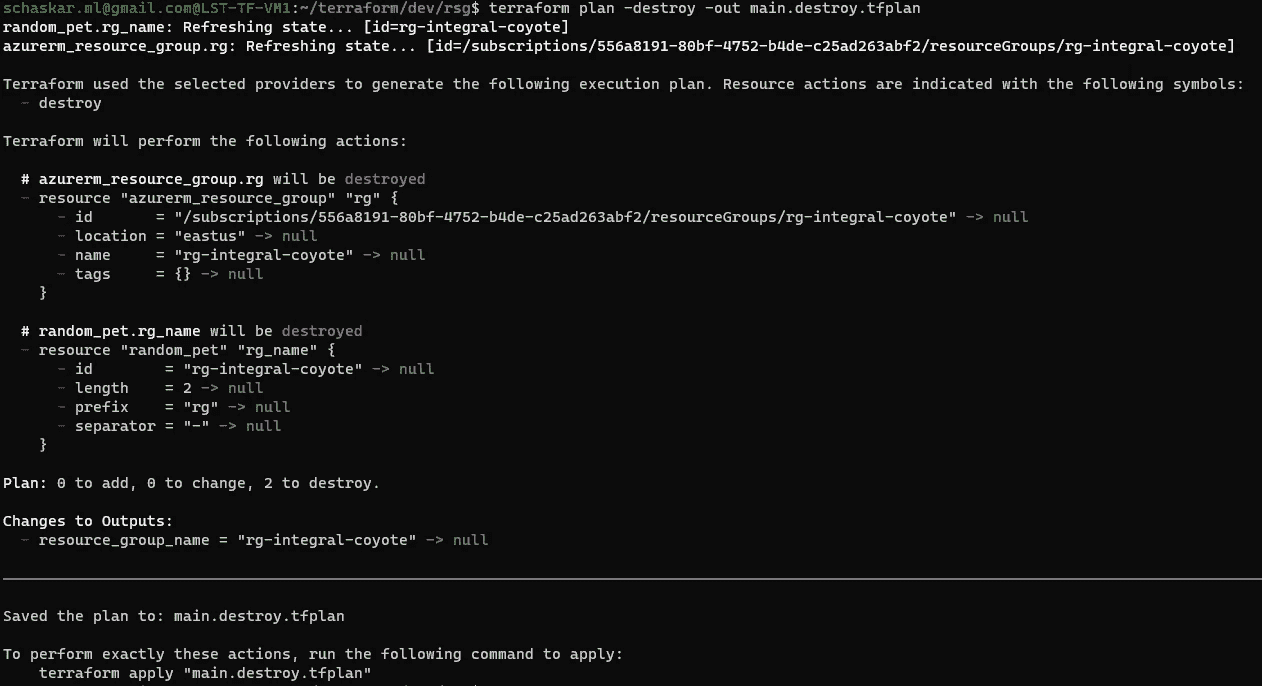 schaskar.ml@gmail.com@LST-TF-VM1:~/terraform/dev/rsg$ terraform plan -destroy -out main.destroy.tfplan
random_pet.rg_name: Refreshing state... [id=rg-integral-coyote]
azurerm_resource_group.rg: Refreshing state... [id=/subscriptions/556a8191-80bf-4752-b4de-c25ad263abf2/resourceGroups/rg-integral-coyote]
Terraform used the selected providers to generate the following execution plan. Resource actions are indicated with the following symbols:
- destroy
Terraform will perform the following actions:
# azurerm_resource_group.rg will be destroyed
- resource "azurerm_resource_group" "rg" {
- id       = "/subscriptions/556a8191-80bf-4752-b4de-c25ad263abf2/resourceGroups/rg-integral-coyote" -> null
- location = "eastus" -> null
- name     = "rg-integral-coyote" -> null
- tags     = {} -> null
}
# random_pet.rg_name will be destroyed
- resource "random_pet" "rg_name" {
- id        = "rg-integral-coyote" -> null
- length    = 2 -> null
- prefix    = "rg" -> null
- separator = "-" -> null
}
Plan: 0 to add, 0 to change, 2 to destroy.
Changes to Outputs:
- resource_group_name = "rg-integral-coyote" -> null
Saved the plan to: main.destroy.tfplan
To perform exactly these actions, run the following command to apply:
terraform apply "main.destroy.tfplan"